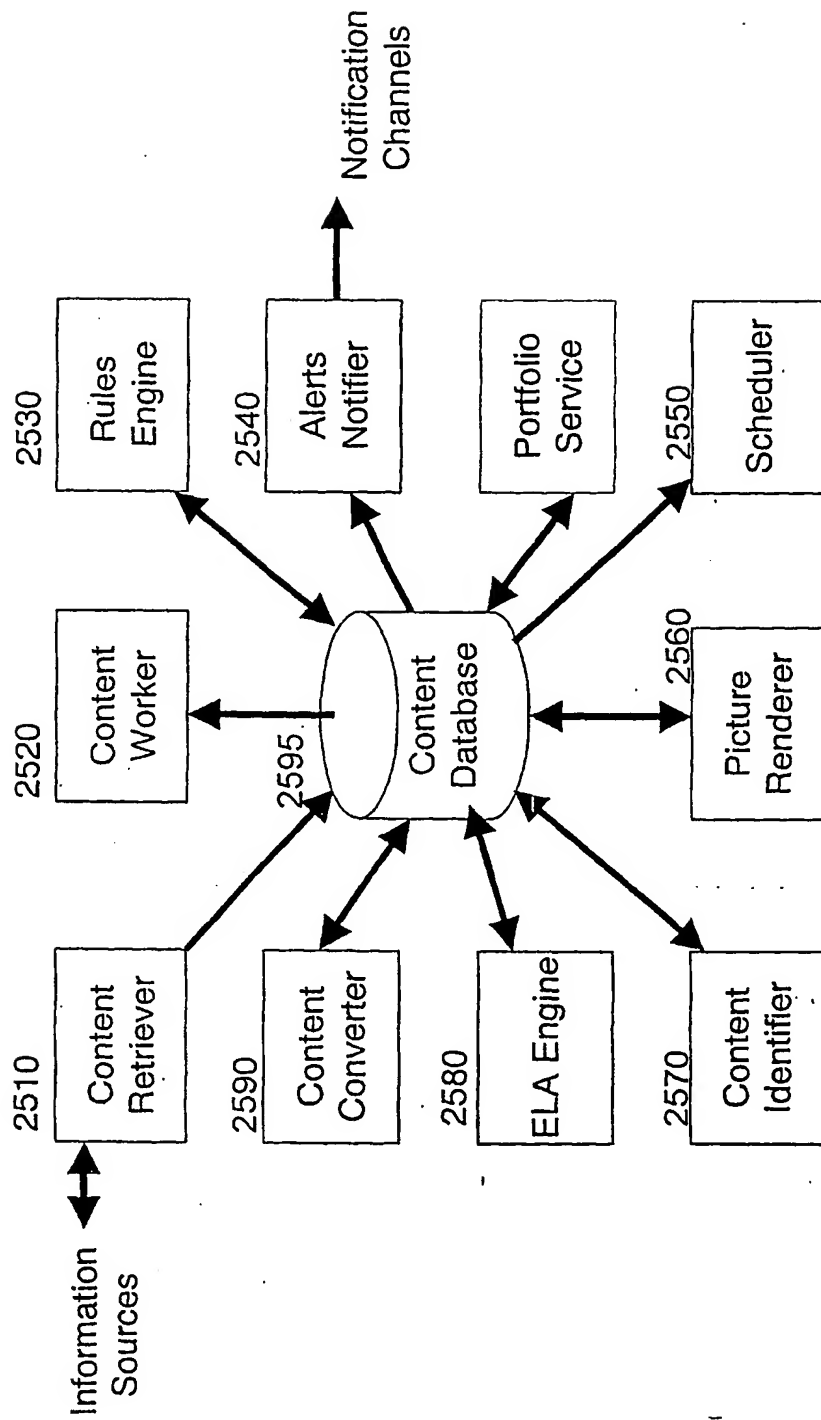 Information
Sources
2510
Content
Retriever
2520
Content
Worker
2530
Rules
Engine
2590
Content
Converter
2595
Content
Database
2540
Alerts
Notifier
Notification
Channels
2580
ELA Engine
Portfolio
Service
2570
Content
Identifier
2560
Picture
Renderer
2550
Scheduler